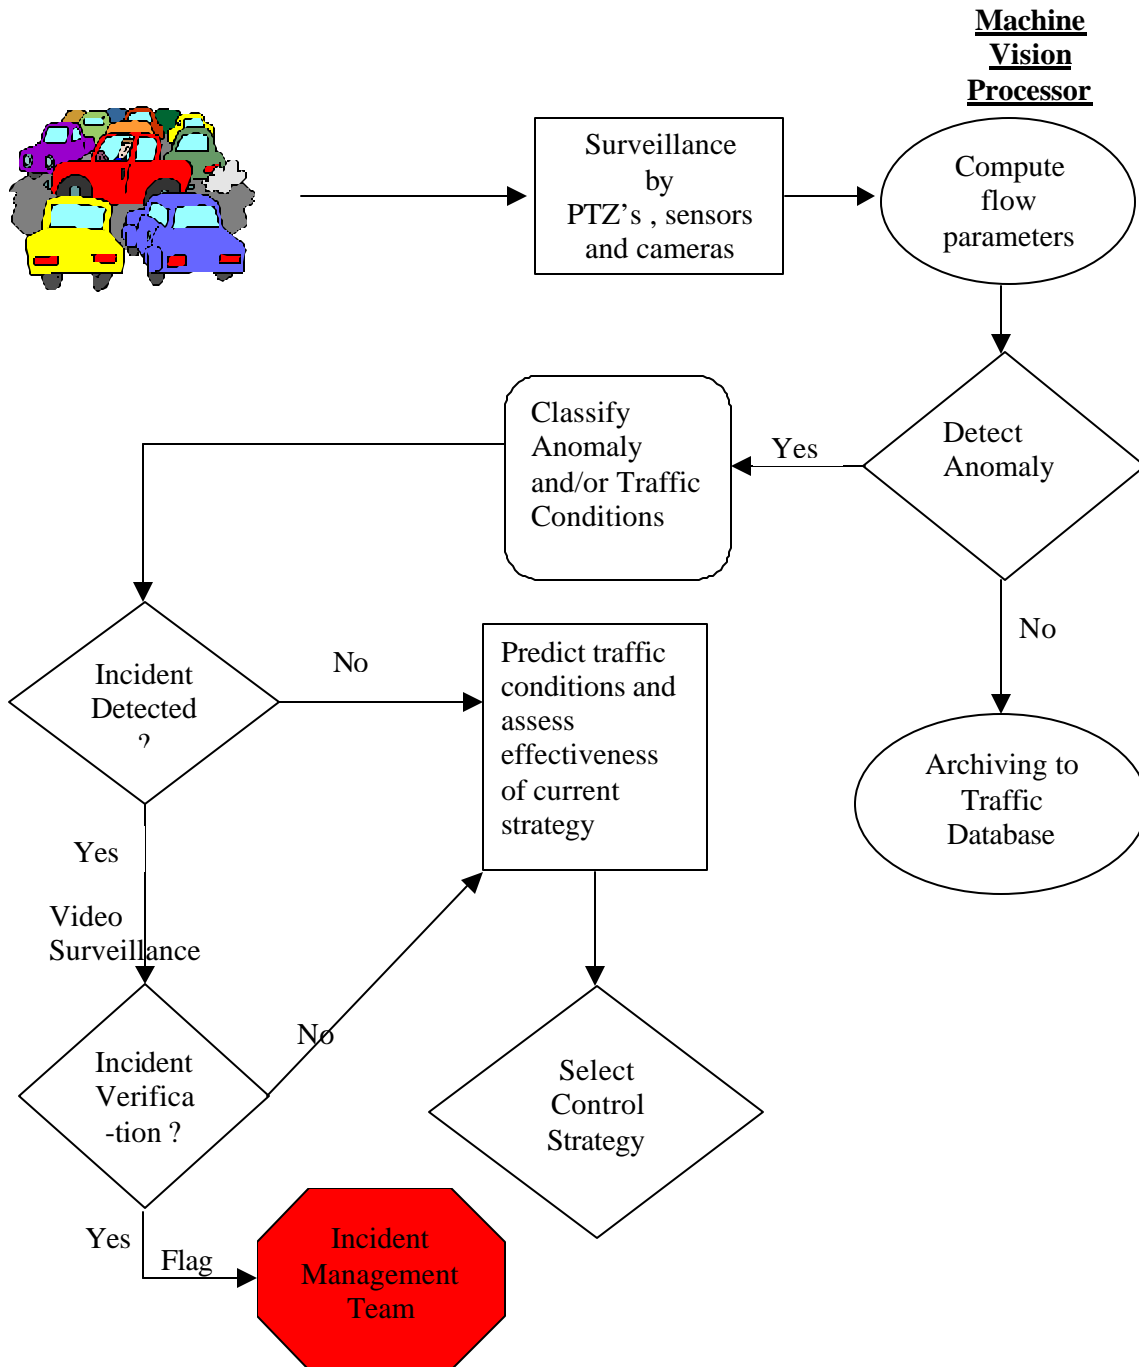 Machine
Vision
Processor
Surveillance
by
PTZ's , sensors
and cameras
Compute
flow
parameters
Classify
Anomaly
and/or Traffic
Conditions
Yes
Detect
Anomaly
No
Incident
Detected
?
No
Predict traffic
conditions and
assess
effectiveness
of current
strategy
Archiving to
Traffic
Database
Yes
Video
Surveillance
No
Incident
Verifica
-tion ?
Select
Control
Strategy
Yes
Flag
Incident
Management
Team